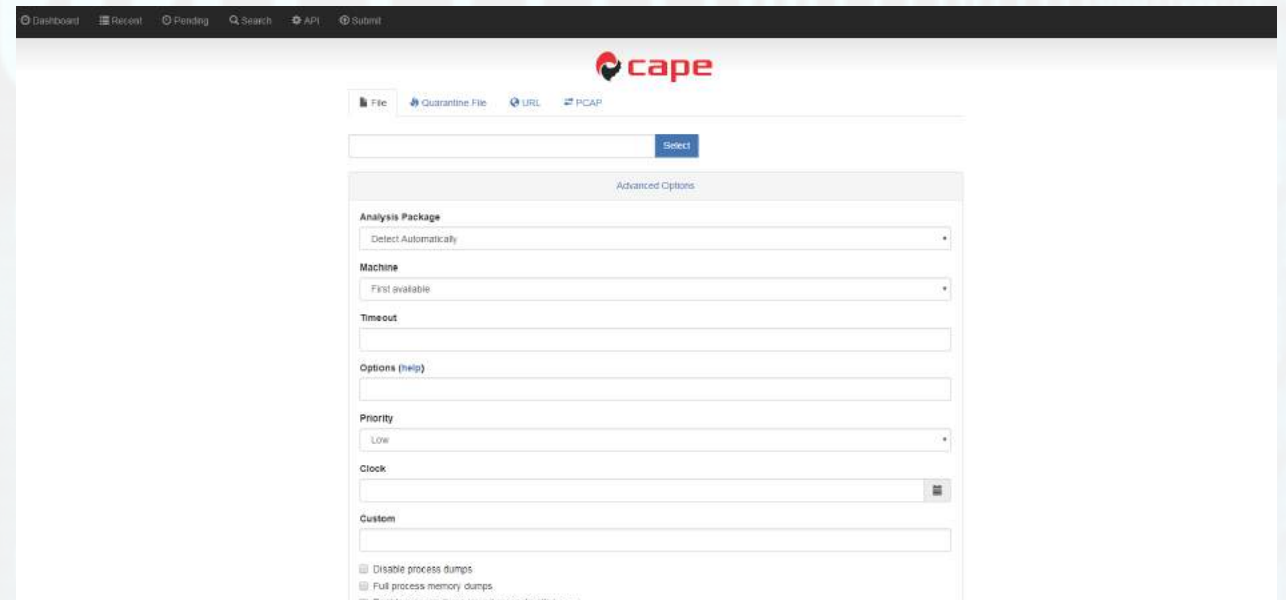 Dashboard Recent Pending Search API Submit
cape
File Quarantine File URL PCAP
Select
Advanced Options
Analysis Package
Detect Automatically
Machine
First available
Timeout
Options (help)
Priority
Low
Clock
Custom
Disable process dumps
Full process memory dumps